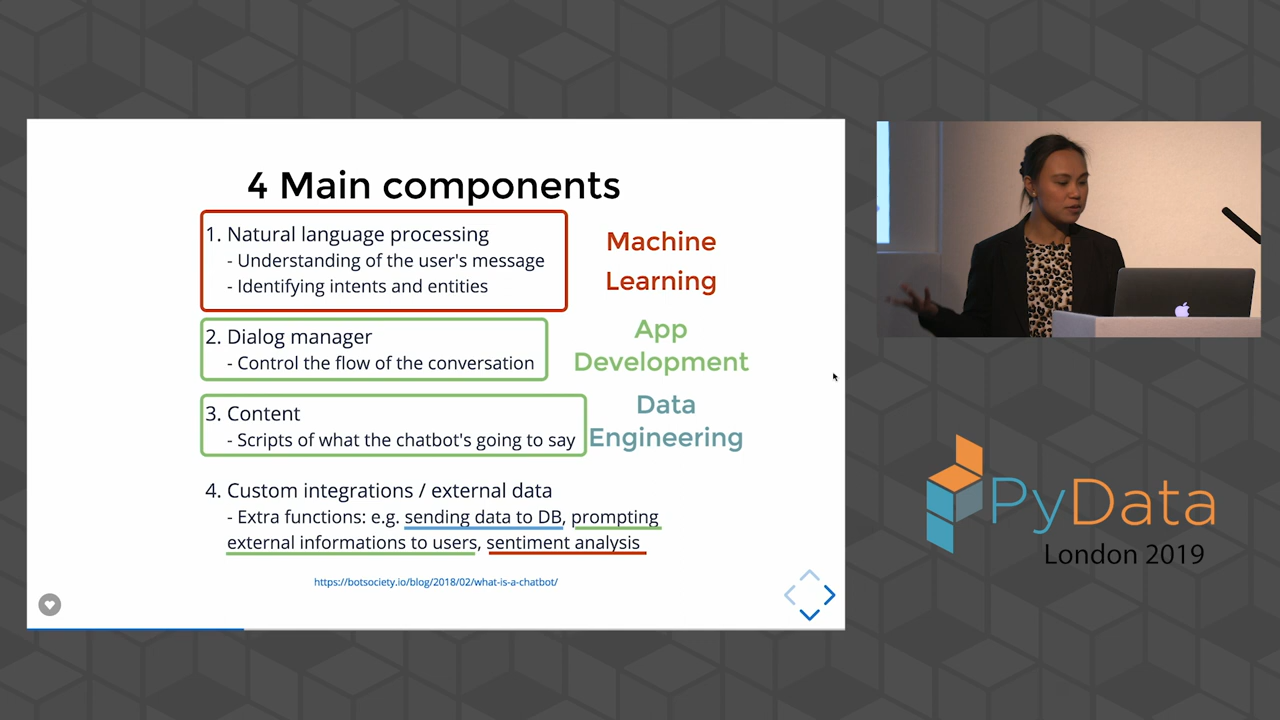 4 Main components
1. Natural language processing
- Understanding of the user's message
- Identifying intents and entities
Machine
Learning
2. Dialog manager
- Control the flow of the conversation
App
Development
3. Content
- Scripts of what the chatbot's going to say
Data
Engineering
4. Custom integrations / external data
- Extra functions: e.g. sending data to DB, prompting
external informations to users, sentiment analysis
https://botsociety.io/blog/2018/02/what-is-a-chatbot/
PyData
London 2019